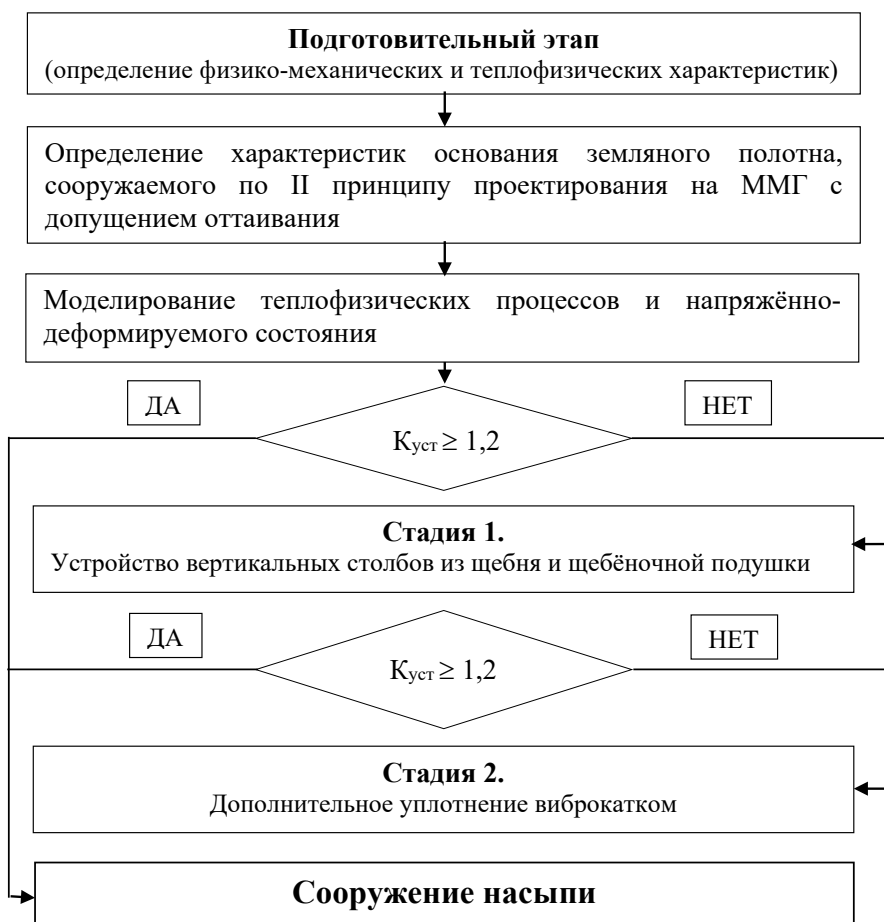 Подготовительный этап
(определение физико-механических и теплофизических характеристик)
Определение характеристик основания земляного полотна,
сооружаемого по II принципу проектирования на ММГ с
допущением оттаивания
Моделирование теплофизических процессов и напряжённо-
деформируемого состояния
ДА
НЕТ
Kуст ≥ 1,2
Стадия 1.
Устройство вертикальных столбов из щебня и щебёночной подушки
ДА
НЕТ
Kуст ≥ 1,2
Стадия 2.
Дополнительное уплотнение виброкатком
Сооружение насыпи